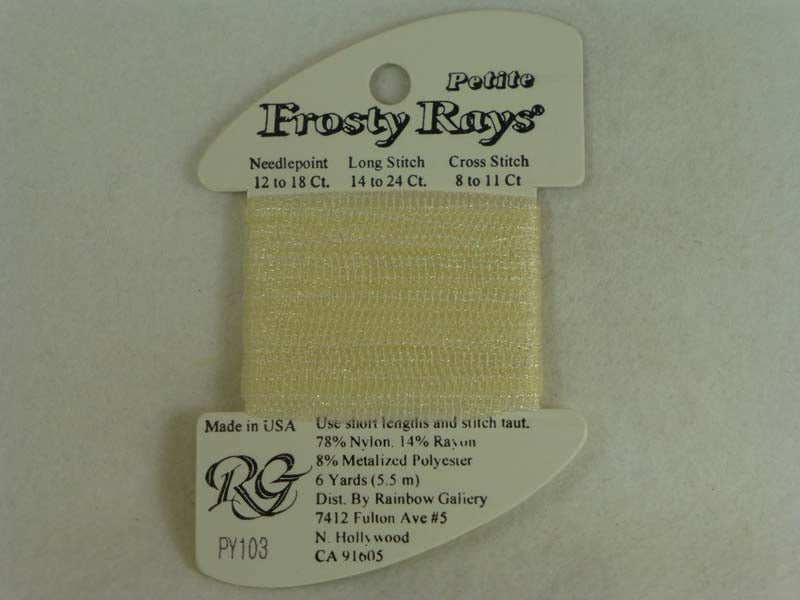 Petite
Frosty Rays®
Needlepoint Long Stitch Cross Stitch
12 to 18 Ct. 14 to 24 Ct. 8 to 11 Ct
Made in USA
Use short lengths and stitch taut.
78% Nylon, 14% Rayon
8% Metalized Polyester
6 Yards (5.5 m)
Dist. By Rainbow Gallery
7412 Fulton Ave #5
N. Hollywood
CA 91605
RG
PY103